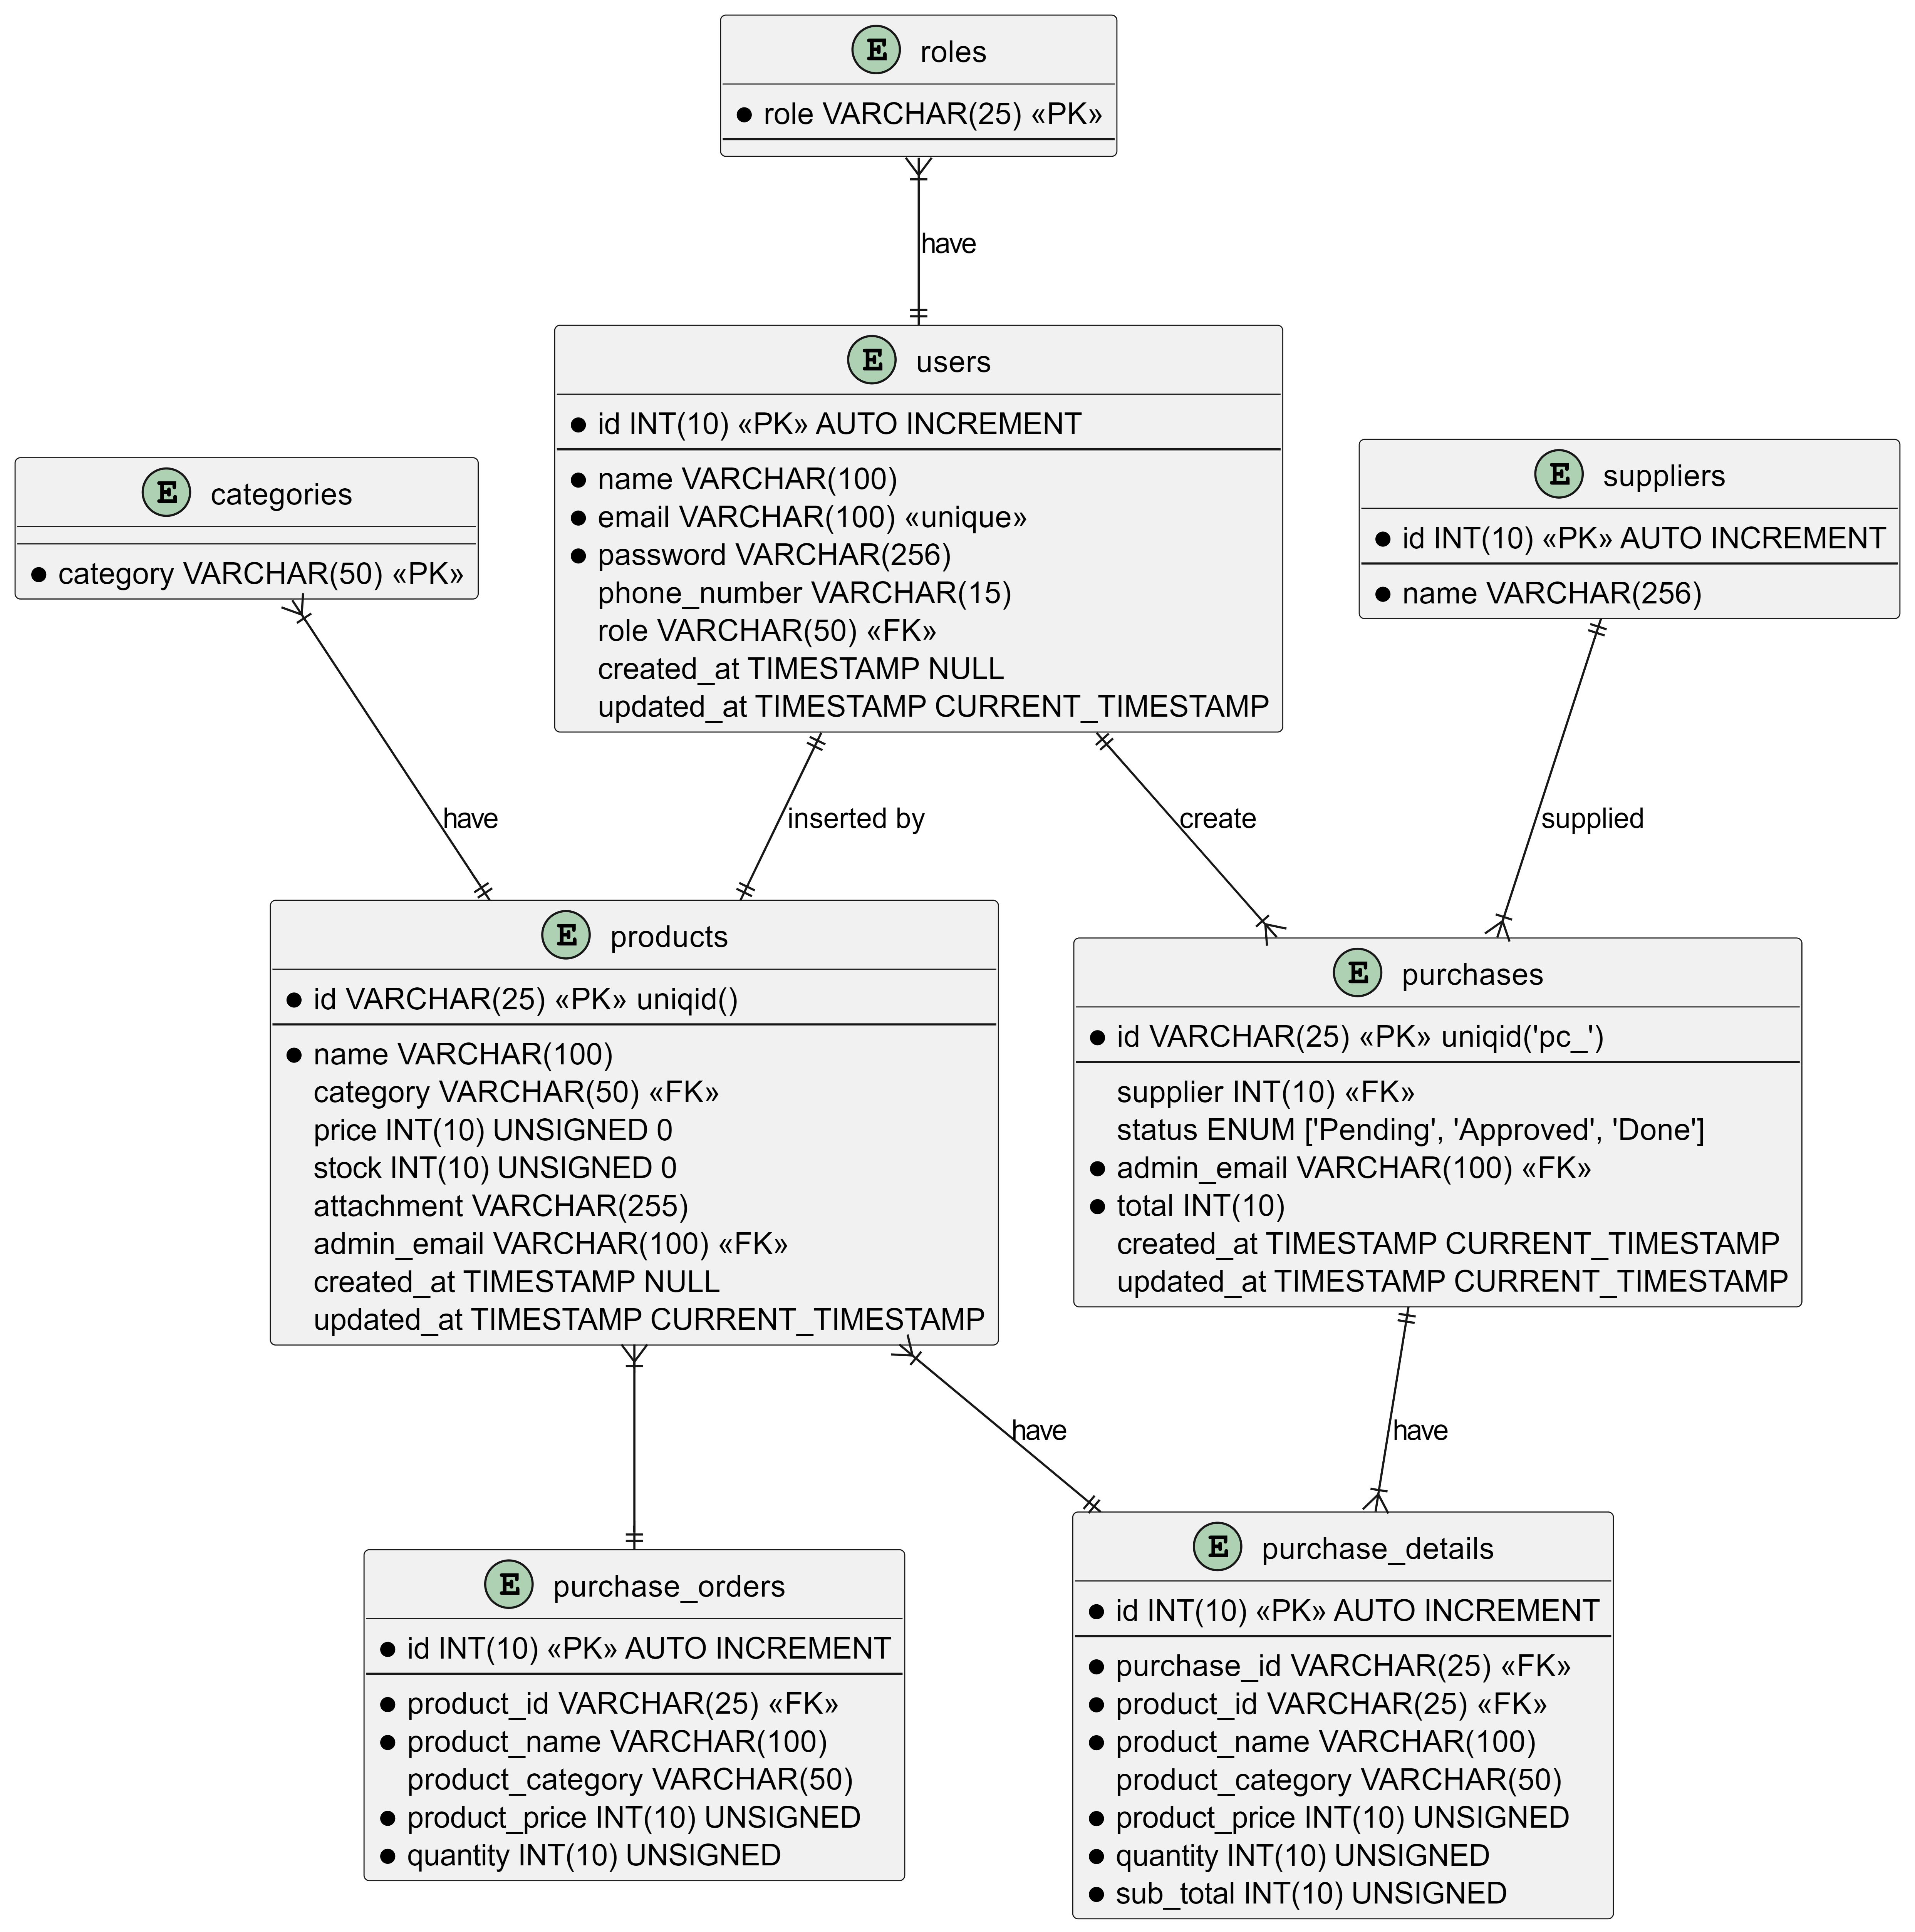 E roles
role VARCHAR(25) «PK»
have
E users
id INT(10) «PK» AUTO INCREMENT
name VARCHAR(100)
email VARCHAR(100) «unique»
password VARCHAR(256)
phone_number VARCHAR(15)
role VARCHAR(50) «FK»
created_at TIMESTAMP NULL
updated_at TIMESTAMP CURRENT_TIMESTAMP
E categories
category VARCHAR(50) «PK»
E suppliers
id INT(10) «PK» AUTO INCREMENT
name VARCHAR(256)
have
inserted by
create
supplied
E products
id VARCHAR(25) «PK» uniqid()
name VARCHAR(100)
category VARCHAR(50) «FK»
price INT(10) UNSIGNED 0
stock INT(10) UNSIGNED 0
attachment VARCHAR(255)
admin_email VARCHAR(100) «FK»
created_at TIMESTAMP NULL
updated_at TIMESTAMP CURRENT_TIMESTAMP
E purchases
id VARCHAR(25) «PK» uniqid('pc_')
supplier INT(10) «FK»
status ENUM ['Pending', 'Approved', 'Done']
admin_email VARCHAR(100) «FK»
total INT(10)
created_at TIMESTAMP CURRENT_TIMESTAMP
updated_at TIMESTAMP CURRENT_TIMESTAMP
have
have
E purchase_orders
id INT(10) «PK» AUTO INCREMENT
product_id VARCHAR(25) «FK»
product_name VARCHAR(100)
product_category VARCHAR(50)
product_price INT(10) UNSIGNED
quantity INT(10) UNSIGNED
E purchase_details
id INT(10) «PK» AUTO INCREMENT
purchase_id VARCHAR(25) «FK»
product_id VARCHAR(25) «FK»
product_name VARCHAR(100)
product_category VARCHAR(50)
product_price INT(10) UNSIGNED
quantity INT(10) UNSIGNED
sub_total INT(10) UNSIGNED